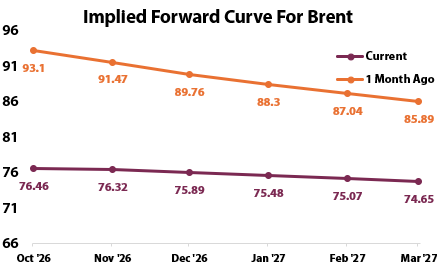 Implied Forward Curve For Brent
96
91
86
81
76
71
66
Current
1 Month Ago
93.1 91.47 89.76 88.3 87.04 85.89
76.46 76.32 75.89 75.48 75.07 74.65
Oct '26 Nov '26 Dec '26 Jan '27 Feb '27 Mar '27